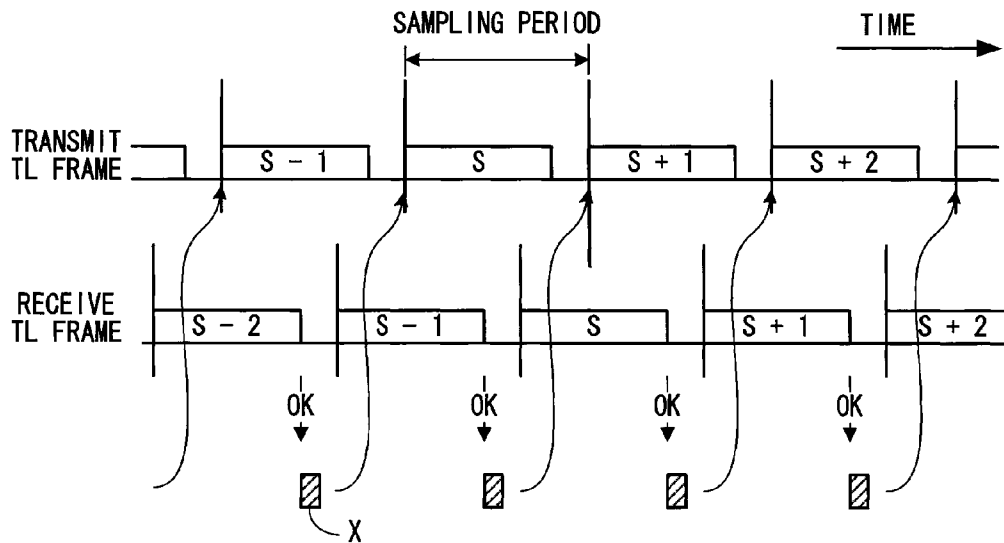 SAMPLING PERIOD
TIME
TRANSMIT
TL FRAME
S - 1
S
S + 1
S + 2
RECEIVE
TL FRAME
S - 2
S - 1
S
S + 1
S + 2
OK
OK
OK
OK
X